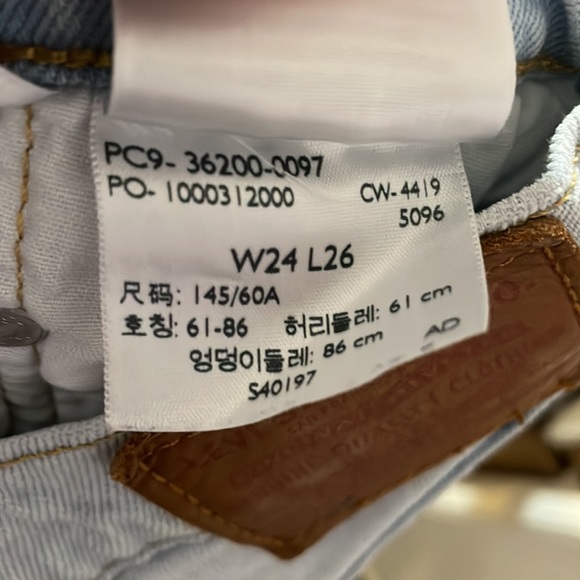 PC9- 36200-0097
PO- 1000312000 CW- 4419
5096
W24 L26
尺码: 145/60A
호칭: 61-86 허리둘레: 61 cm
엉덩이둘레: 86 cm AD
S40197